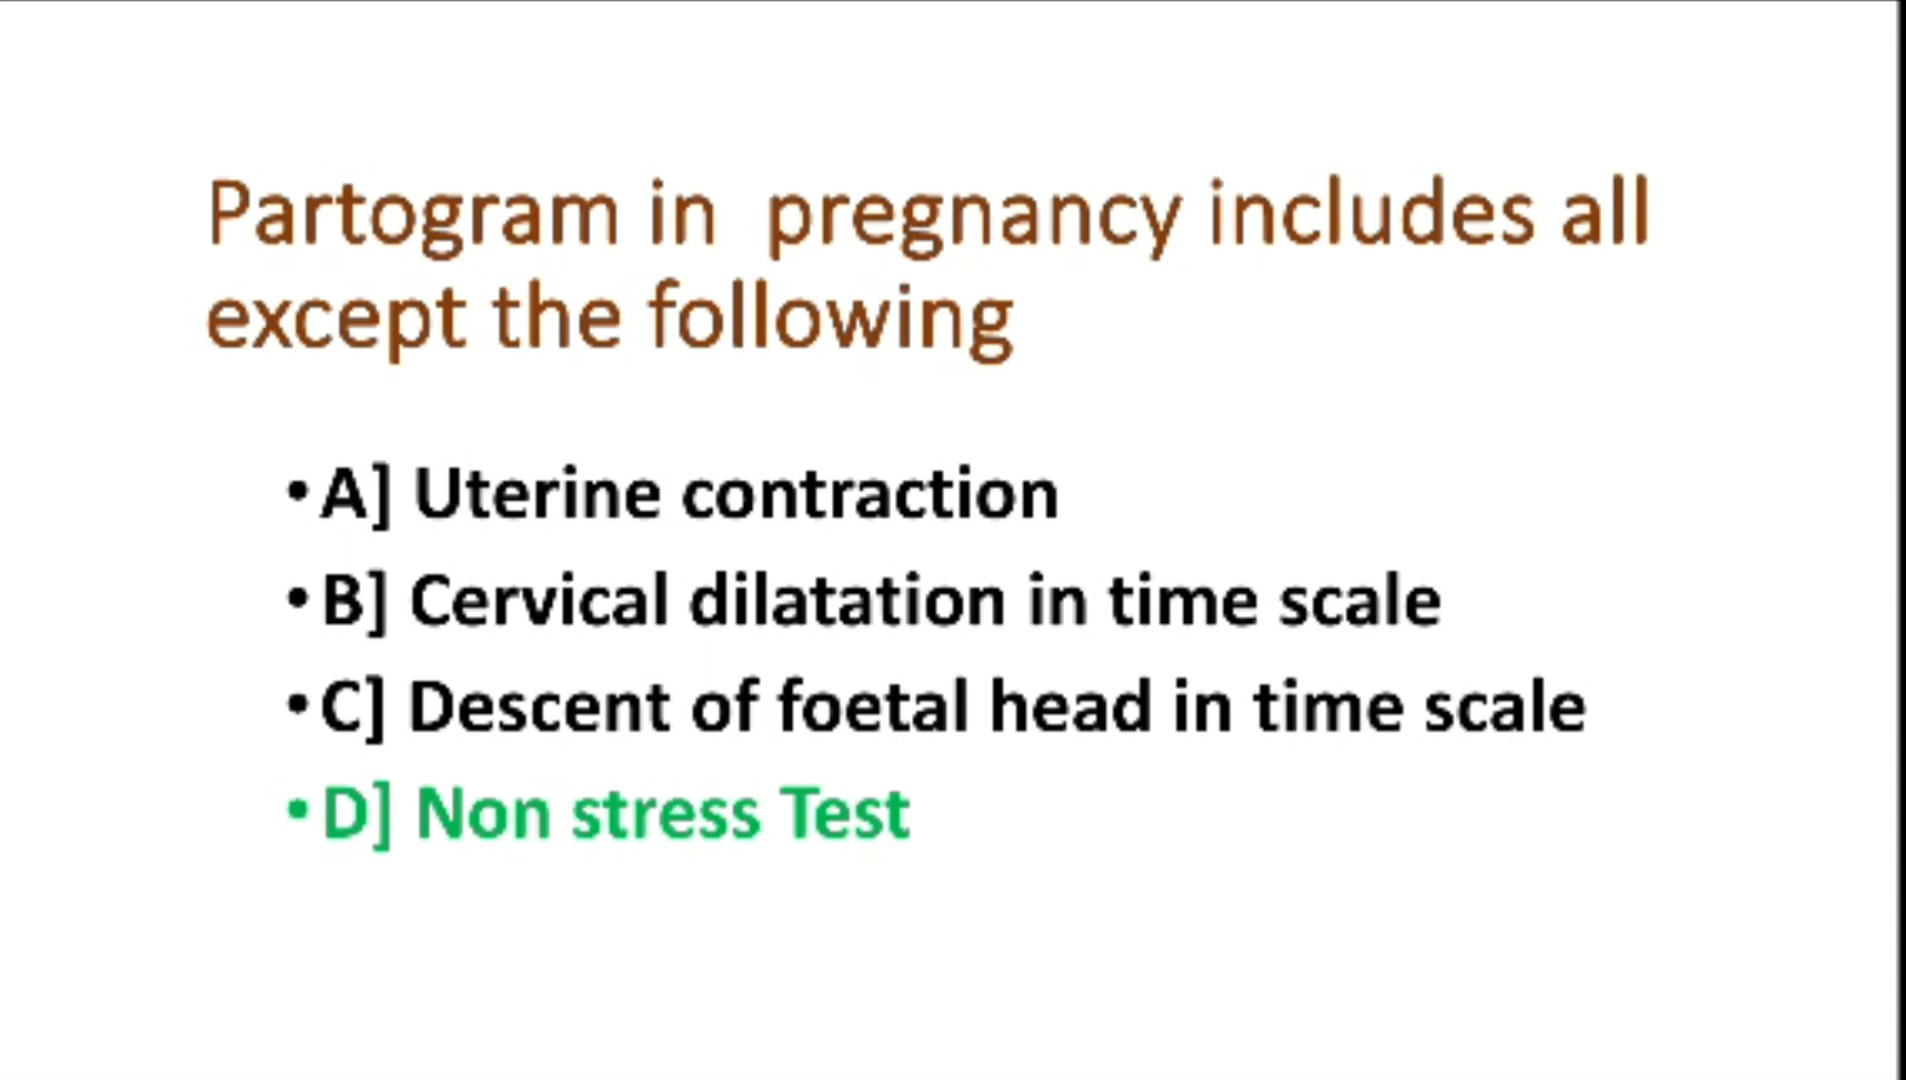 Partogram in  pregnancy includes all
except the following
• A] Uterine contraction
• B] Cervical dilatation in time scale
• C] Descent of foetal head in time scale
• D] Non stress Test